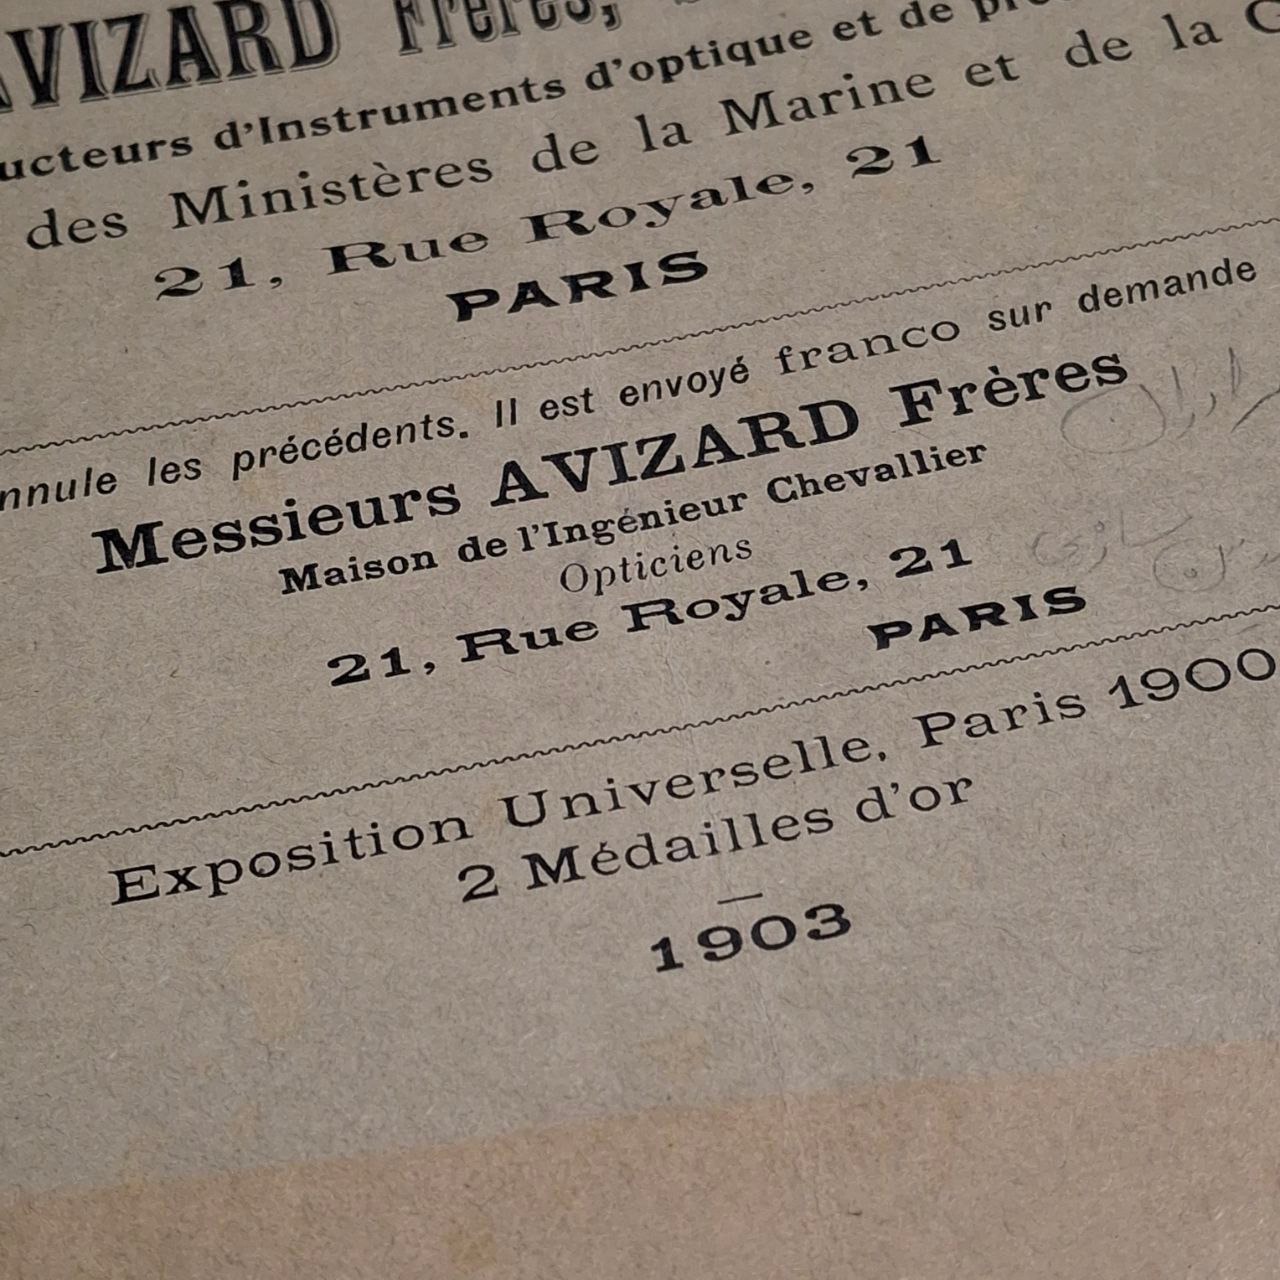 AVIZARD Frères,
ucteurs d'Instruments d'optique et de pr
des Ministères de la Marine et de la C
21, Rue Royale, 21
PARIS
nnule les précédents. Il est envoyé franco sur demande
Messieurs AVIZARD Frères
Maison de l'Ingénieur Chevallier
Opticiens
21, Rue Royale, 21
PARIS
Exposition Universelle, Paris 1900
2 Médailles d'or
1903